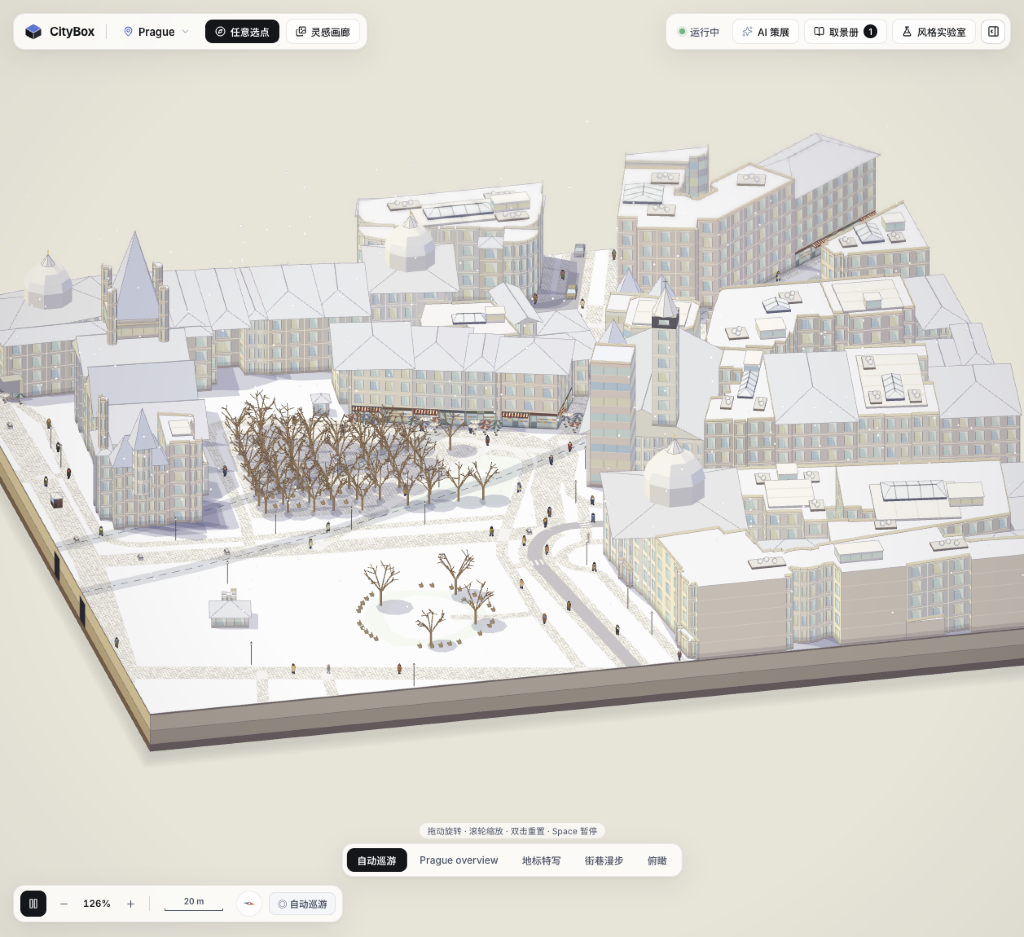 CityBox
Prague
任意选点
灵感画廊
运行中
AI 策展
取景册 1
风格实验室
拖动旋转 · 滚轮缩放 · 双击重置 · Space 暂停
自动巡游
Prague overview
地标特写
街巷漫步
俯瞰
126%
20 m
自动巡游